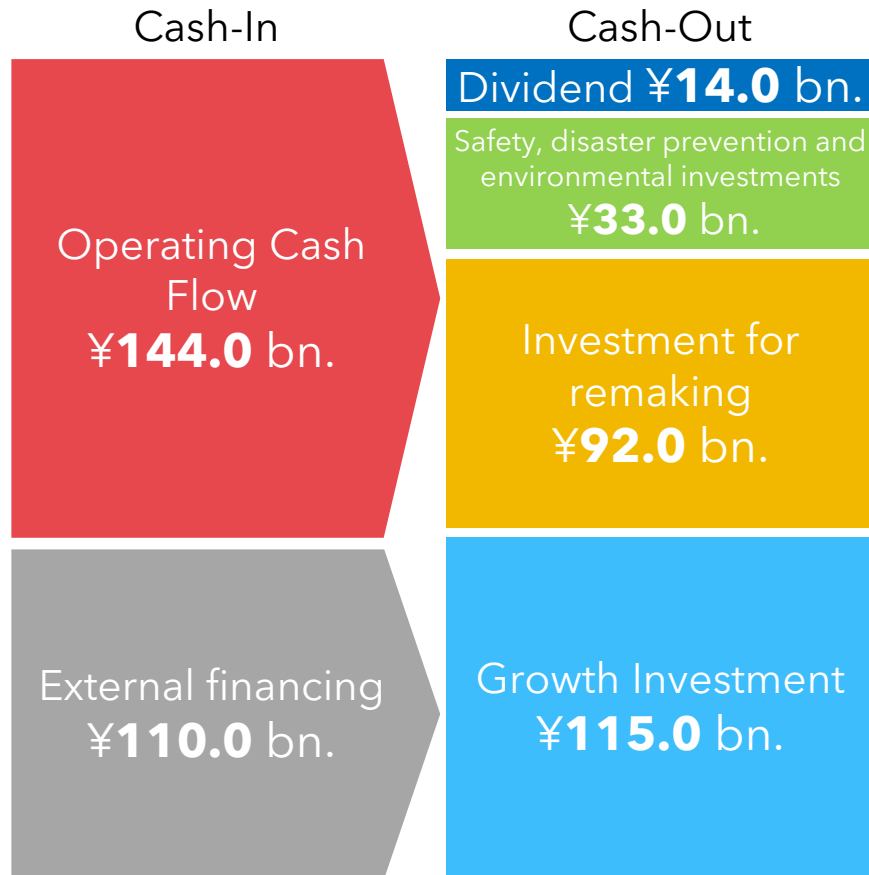 Cash-In
Cash-Out
Operating Cash
Flow
¥144.0 bn.
External financing
¥110.0 bn.
Dividend ¥14.0 bn.
Safety, disaster prevention and
environmental investments
¥33.0 bn.
Investment for
remaking
¥92.0 bn.
Growth Investment
¥115.0 bn.